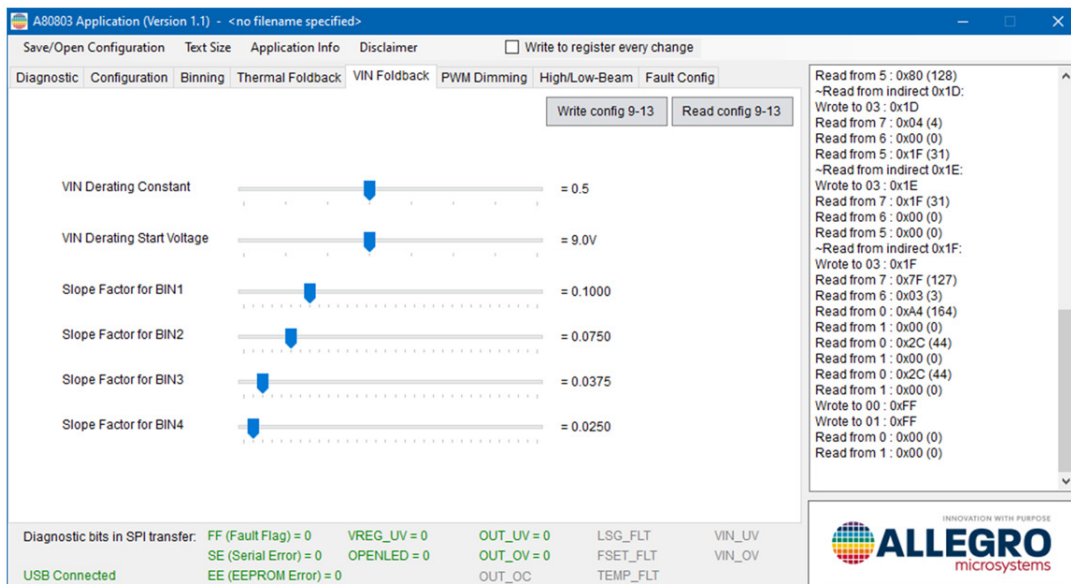 A80803 Application (Version 1.1) - <no filename specified>
Save/Open Configuration Text Size Application Info Disclaimer Write to register every change
Diagnostic Configuration Binning Thermal Foldback VIN Foldback PWM Dimming High/Low-Beam Fault Config
Write config 9-13 Read config 9-13
VIN Derating Constant = 0.5
VIN Derating Start Voltage = 9.0V
Slope Factor for BIN1 = 0.1000
Slope Factor for BIN2 = 0.0750
Slope Factor for BIN3 = 0.0375
Slope Factor for BIN4 = 0.0250
Read from 5 : 0x80 (128)
~Read from indirect 0x1D:
Wrote to 03 : 0x1D
Read from 7 : 0x04 (4)
Read from 6 : 0x00 (0)
Read from 5 : 0x1F (31)
~Read from indirect 0x1E:
Wrote to 03 : 0x1E
Read from 7 : 0x1F (31)
Read from 6 : 0x00 (0)
Read from 5 : 0x00 (0)
~Read from indirect 0x1F:
Wrote to 03 : 0x1F
Read from 7 : 0x7F (127)
Read from 6 : 0x03 (3)
Read from 0 : 0xA4 (164)
Read from 1 : 0x00 (0)
Read from 0 : 0x2C (44)
Read from 1 : 0x00 (0)
Read from 0 : 0x2C (44)
Read from 1 : 0x00 (0)
Wrote to 00 : 0xFF
Wrote to 01 : 0xFF
Read from 0 : 0x00 (0)
Read from 1 : 0x00 (0)
Diagnostic bits in SPI transfer: FF (Fault Flag) = 0 VREG_UV = 0 OUT_UV = 0 LSG_FLT VIN_UV
SE (Serial Error) = 0 OPENLED = 0 OUT_OV = 0 FSET_FLT VIN_OV
USB Connected EE (EEPROM Error) = 0 OUT_OC TEMP_FLT
INNOVATION WITH PURPOSE
ALLEGRO
microsystems